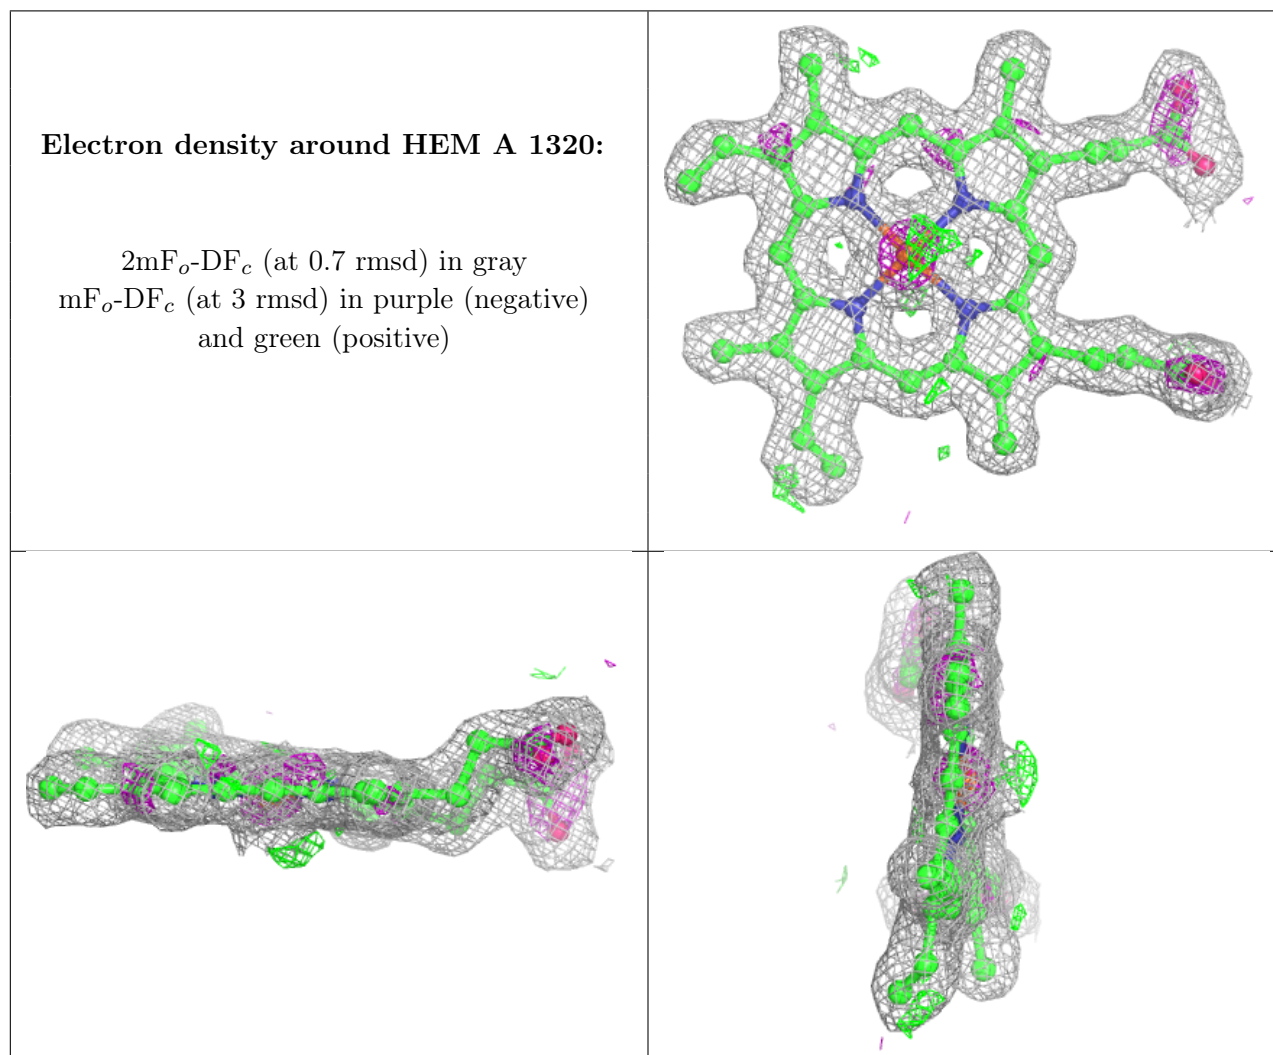 Electron density around HEM A 1320:
2mFₒ-DF𝑐 (at 0.7 rmsd) in gray
mFₒ-DF𝑐 (at 3 rmsd) in purple (negative)
and green (positive)